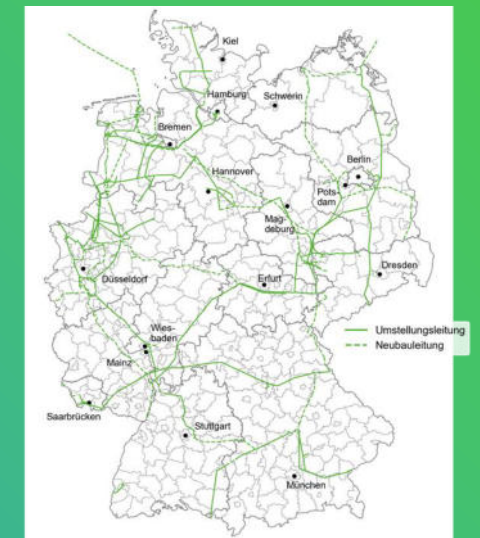 Kiel
Hamburg
Schwerin
Bremen
Berlin
Hannover
Pots
dam
Mag-
deburg
Düsseldorf
Erfurt
Dresden
Wies-
baden
Umstellungsleitung
Neubauleitung
Mainz
Saarbrücken
Stuttgart
München